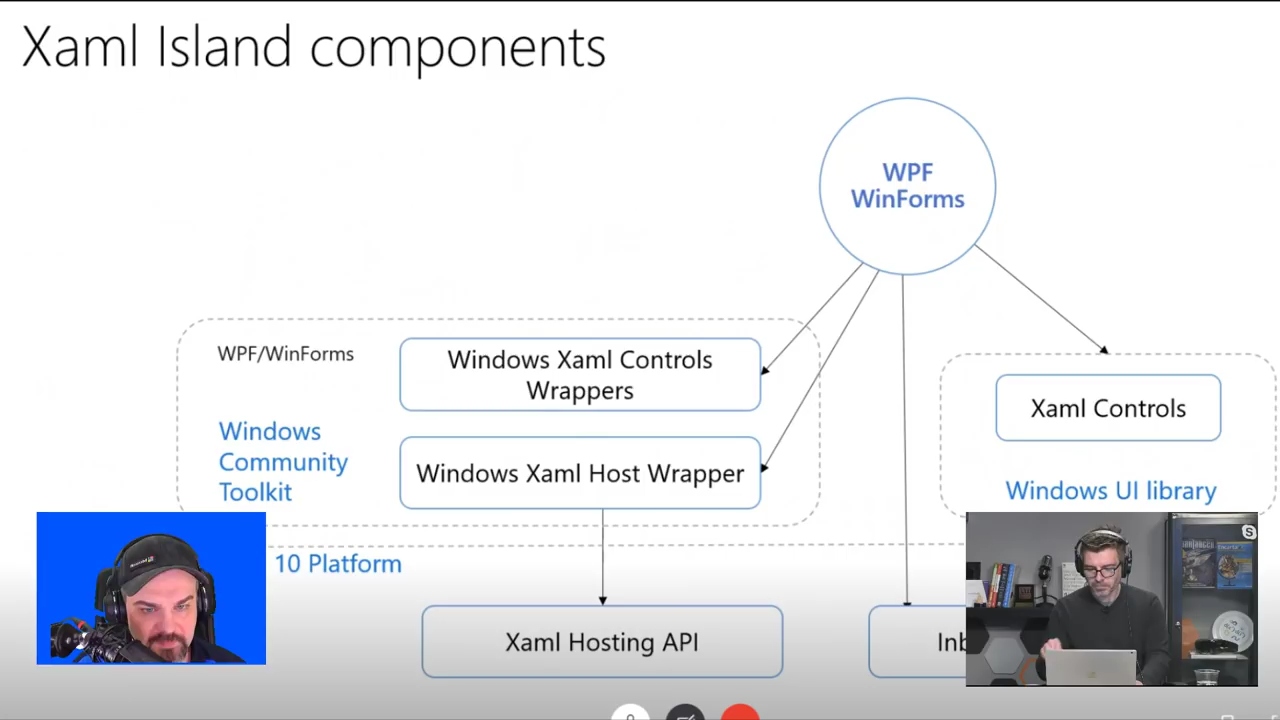 Xaml Island components
WPF
WinForms
WPF/WinForms
Windows Xaml Controls
Wrappers
Windows
Community
Toolkit
Windows Xaml Host Wrapper
Xaml Controls
Windows UI library
10 Platform
Xaml Hosting API
Inb